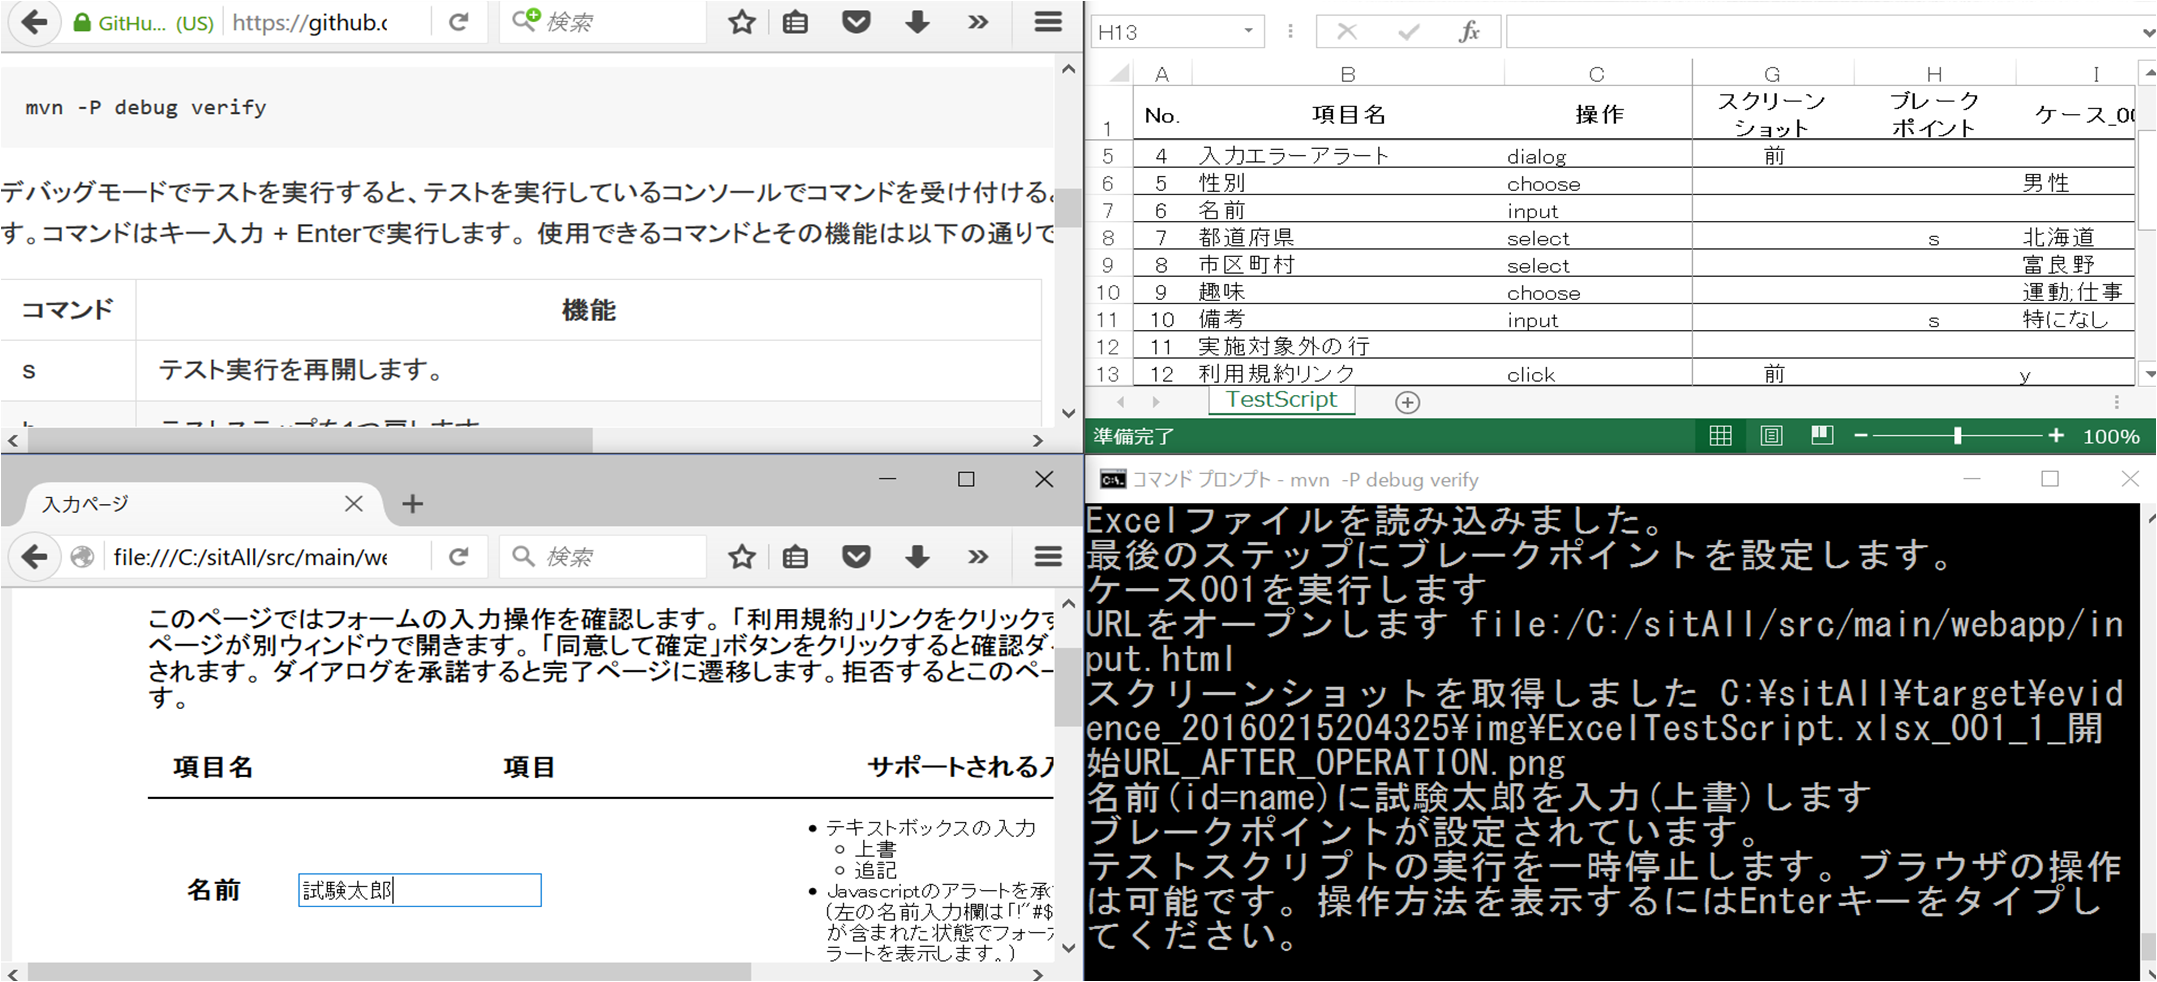 GitHu... (US) https://github.c
検索
mvn -P debug verify
デバッグモードでテストを実行すると、テストを実行しているコンソールでコマンドを受け付ける
す。コマンドはキー入力 + Enterで実行します。 使用できるコマンドとその機能は以下の通りで
コマンド 機能
s テスト実行を再開します。
H13 fx
A B C G H I
1 No. 項目名 操作 スクリーン ブレーク ケース_00
ショット ポイント
5 4 入力エラーアラート dialog 前
6 5 性別 choose 男性
7 6 名前 input
8 7 都道府県 select s 北海道
9 8 市区町村 select 富良野
10 9 趣味 choose 運動;仕事
11 10 備考 input s 特になし
12 11 実施対象外の行
13 12 利用規約リンク click 前 y
TestScript
準備完了 100%
入力ページ
file:///C:/sitAll/src/main/we
検索
このページではフォームの入力操作を確認します。「利用規約」リンクをクリックす
ページが別ウィンドウで開きます。「同意して確定」ボタンをクリックすると確認ダイ
されます。ダイアログを承諾すると完了ページに遷移します。拒否するとこのペー
す。
項目名 項目 サポートされる入
名前 試験太郎
テキストボックスの入力
上書
追記
Javascriptのアラートを承
(左の名前入力欄は「!"#$
が含まれた状態でフォー
ラートを表示します。)
コマンド プロンプト - mvn -P debug verify
Excelファイルを読み込みました。
最後のステップにブレークポイントを設定します。
ケース001を実行します
URLをオープンします file:/C:/sitAll/src/main/webapp/in
put.html
スクリーンショットを取得しました C:¥sitAll¥target¥evid
ence_20160215204325¥img¥ExcelTestScript.xlsx_001_1_開
始URL_AFTER_OPERATION.png
名前(id=name)に試験太郎を入力(上書)します
ブレークポイントが設定されています。
テストスクリプトの実行を一時停止します。ブラウザの操作
は可能です。操作方法を表示するにはEnterキーをタイプし
てください。